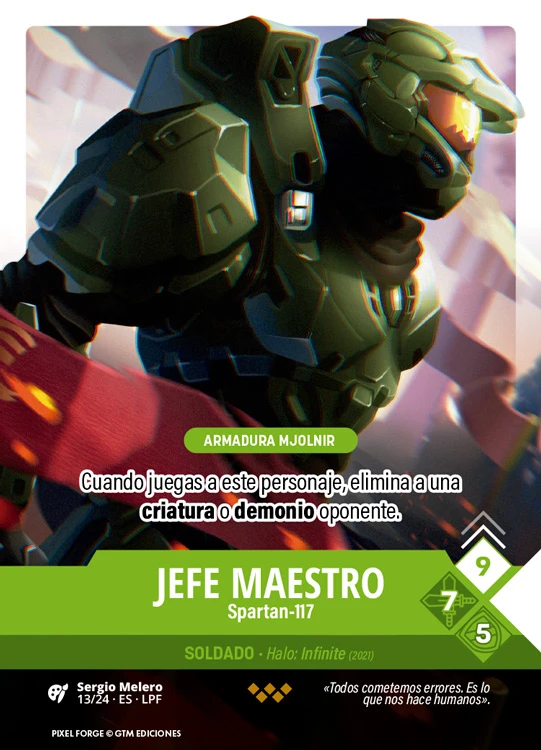 ARMADURA MJOLNIR
Cuando juegas a este personaje, elimina a una
criatura o demonio oponente.
9
JEFE MAESTRO
7
Spartan-117
5
SOLDADO · Halo: Infinite (2021)
Sergio Melero
13/24 · ES · LPF
«Todos cometemos errores. Es lo
que nos hace humanos».
PIXEL FORGE © GTM EDICIONES